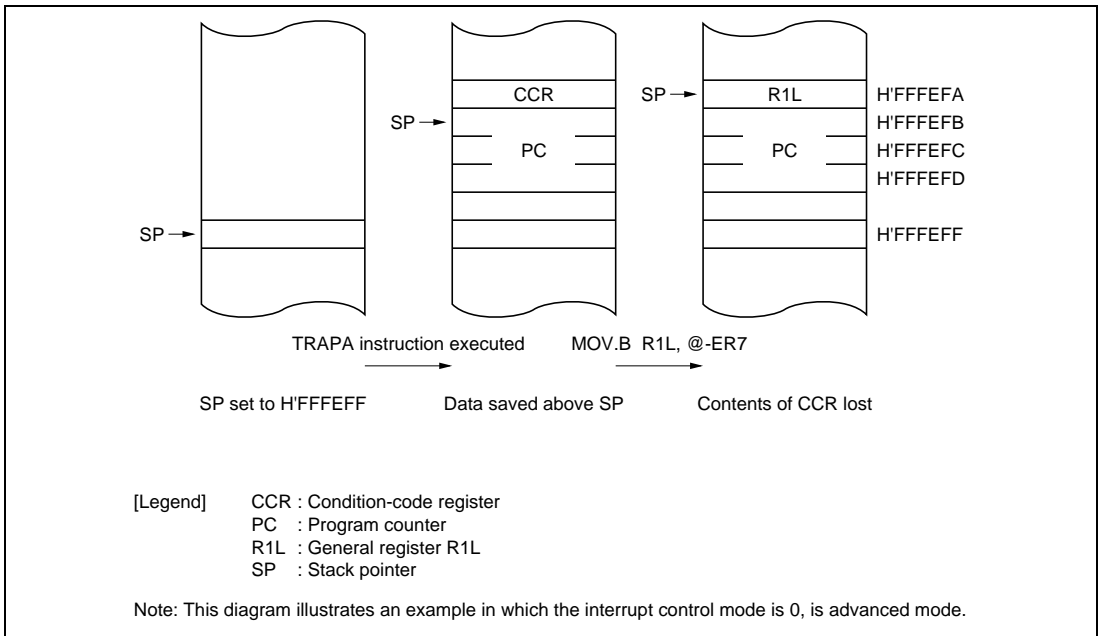 CCR
SP
R1L
H'FFFEFA
SP
H'FFFEFB
PC
PC
H'FFFEFC
H'FFFEFD
SP
H'FFFEFF
TRAPA instruction executed
MOV.B R1L, @-ER7
SP set to H'FFFEFF
Data saved above SP
Contents of CCR lost
[Legend]
CCR : Condition-code register
PC : Program counter
R1L : General register R1L
SP : Stack pointer
Note: This diagram illustrates an example in which the interrupt control mode is 0, is advanced mode.